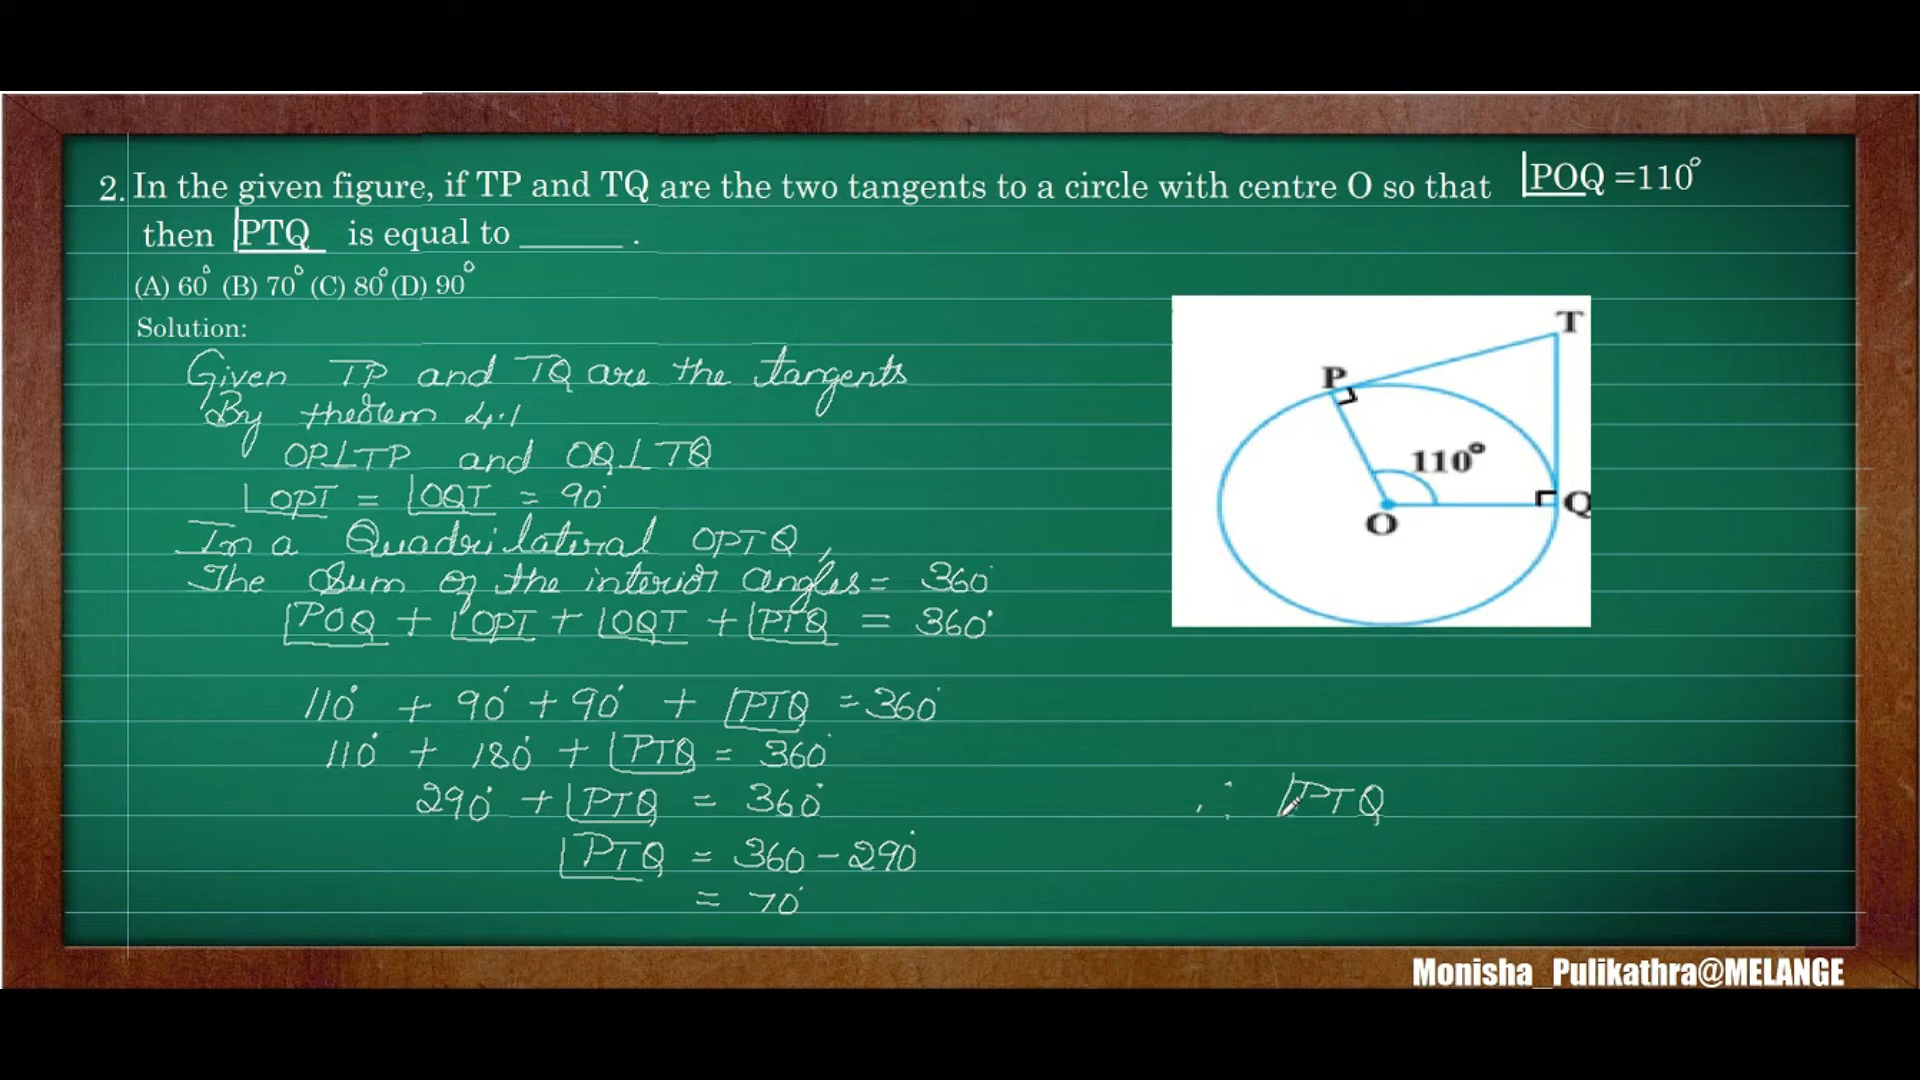 2. In the given figure, if TP and TQ are the two tangents to a circle with centre O so that ∠POQ =110°
then ∠PTQ is equal to ______ .
(A) 60° (B) 70° (C) 80° (D) 90°
Solution:
Given TP and TQ are the tangents
By theorem 4.1
OP⊥TP and OQ⊥TQ
∠OPT = ∠OQT = 90°
In a Quadrilateral OPTQ,
The Sum of the interior angles = 360°
∠POQ + ∠OPT + ∠OQT + ∠PTQ = 360°
110° + 90° + 90° + ∠PTQ = 360°
110° + 180° + ∠PTQ = 360°
290° + ∠PTQ = 360°
∠PTQ = 360 - 290°
= 70°
T
P
110°
Q
O
∴ ∠PTQ
Monisha_Pulikathra@MELANGE